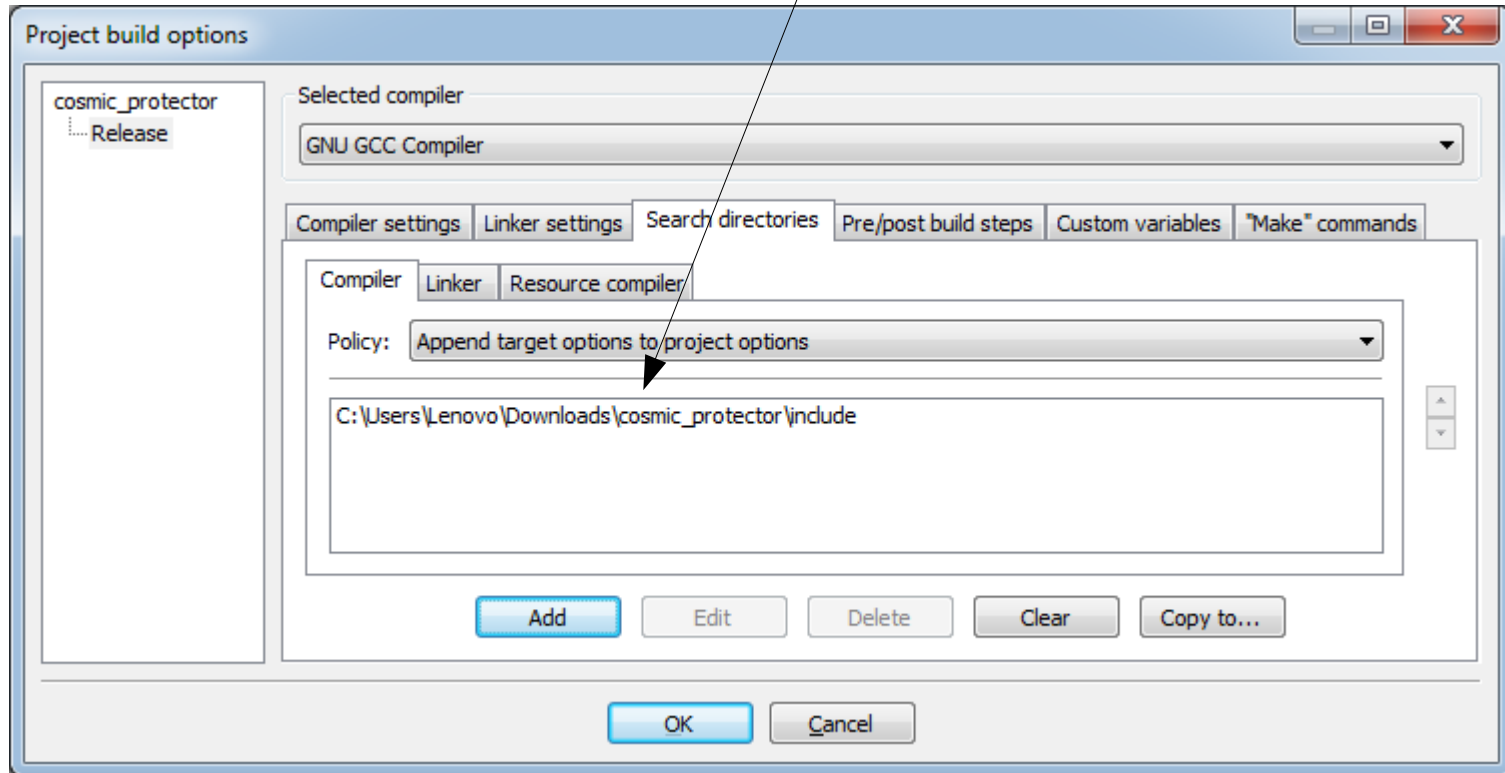 Project build options
cosmic_protector
Release
Selected compiler
GNU GCC Compiler
Compiler settings Linker settings Search directories Pre/post build steps Custom variables "Make" commands
Compiler Linker Resource compiler
Policy: Append target options to project options
C:\Users\Lenovo\Downloads\cosmic_protector\include
Add Edit Delete Clear Copy to...
OK Cancel